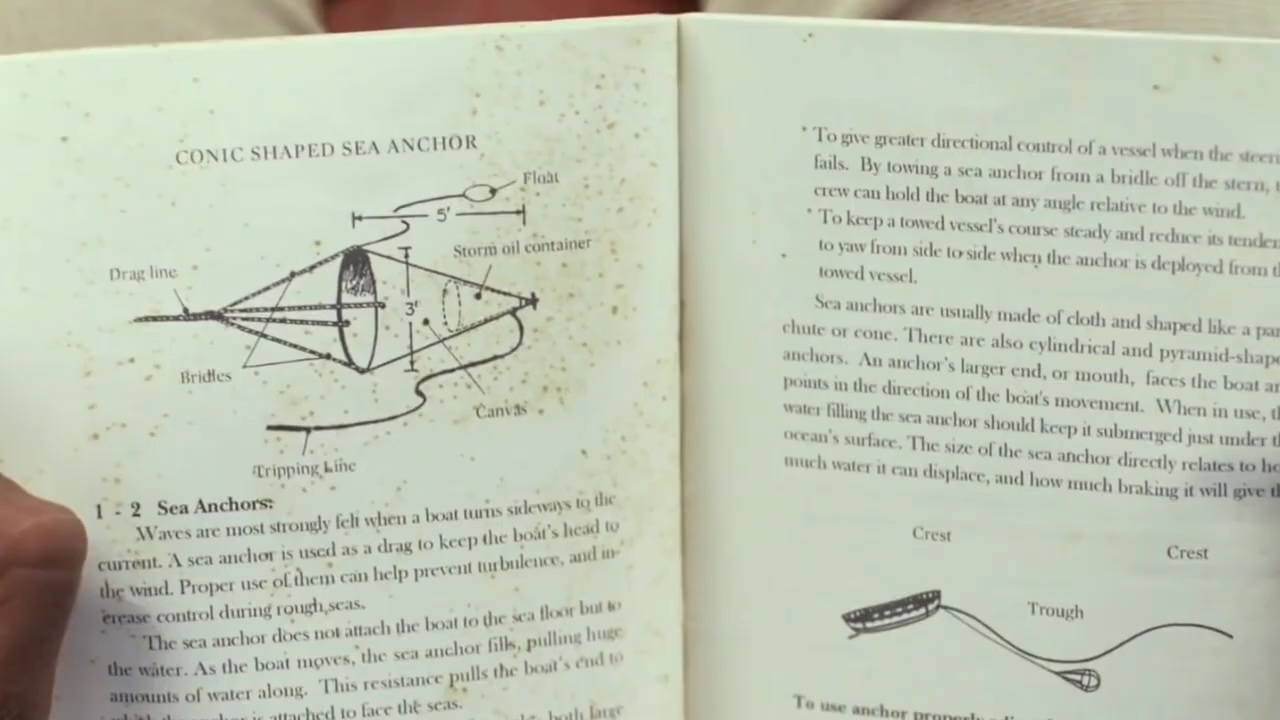 CONIC SHAPED SEA ANCHOR
Float
5'
Storm oil container
Drag line
3'
Bridles
Canvas
Tripping Line
1 - 2 Sea Anchors:
Waves are most strongly felt when a boat turns sideways to the
current. A sea anchor is used as a drag to keep the boat's head to
the wind. Proper use of them can help prevent turbulence, and in-
crease control during rough seas.
The sea anchor does not attach the boat to the sea floor but to
the water. As the boat moves, the sea anchor fills, pulling huge
amounts of water along. This resistance pulls the boat's end to
which the anchor is attached to face the seas.
both large
* To give greater directional control of a vessel when the
fails. By towing a sea anchor from a bridle off the stern,
crew can hold the boat at any angle relative to the wind.
* To keep a towed vessel's course steady and reduce its
to yaw from side to side when the anchor is deployed from
towed vessel.
Sea anchors are usually made of cloth and shaped like a
chute or cone. There are also cylindrical and
anchors. An anchor's larger end, or mouth, faces the boat
points in the direction of the boat's movement. When in use,
water filling the sea anchor should keep it submerged just under
ocean's surface. The size of the sea anchor directly relates to
much water it can displace, and how much braking it will give
Crest
Crest
Trough
To use anchor properly